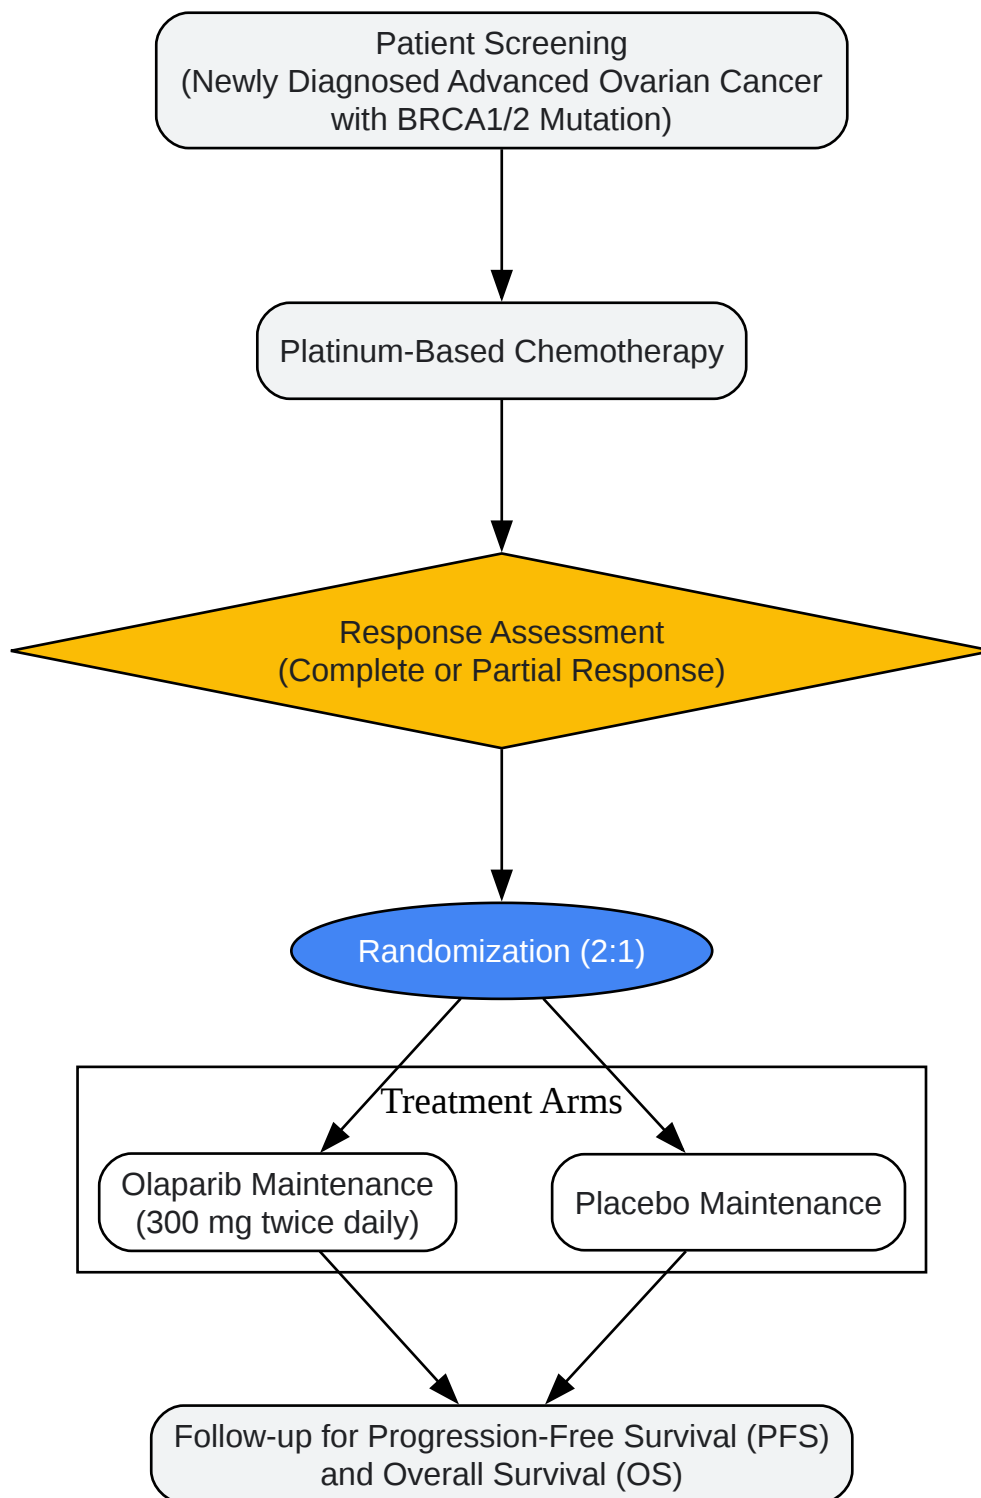 Patient Screening
(Newly Diagnosed Advanced Ovarian Cancer
with BRCA1/2 Mutation)
Platinum-Based Chemotherapy
Response Assessment
(Complete or Partial Response)
Randomization (2:1)
Treatment Arms
Olaparib Maintenance
(300 mg twice daily)
Placebo Maintenance
Follow-up for Progression-Free Survival (PFS)
and Overall Survival (OS)